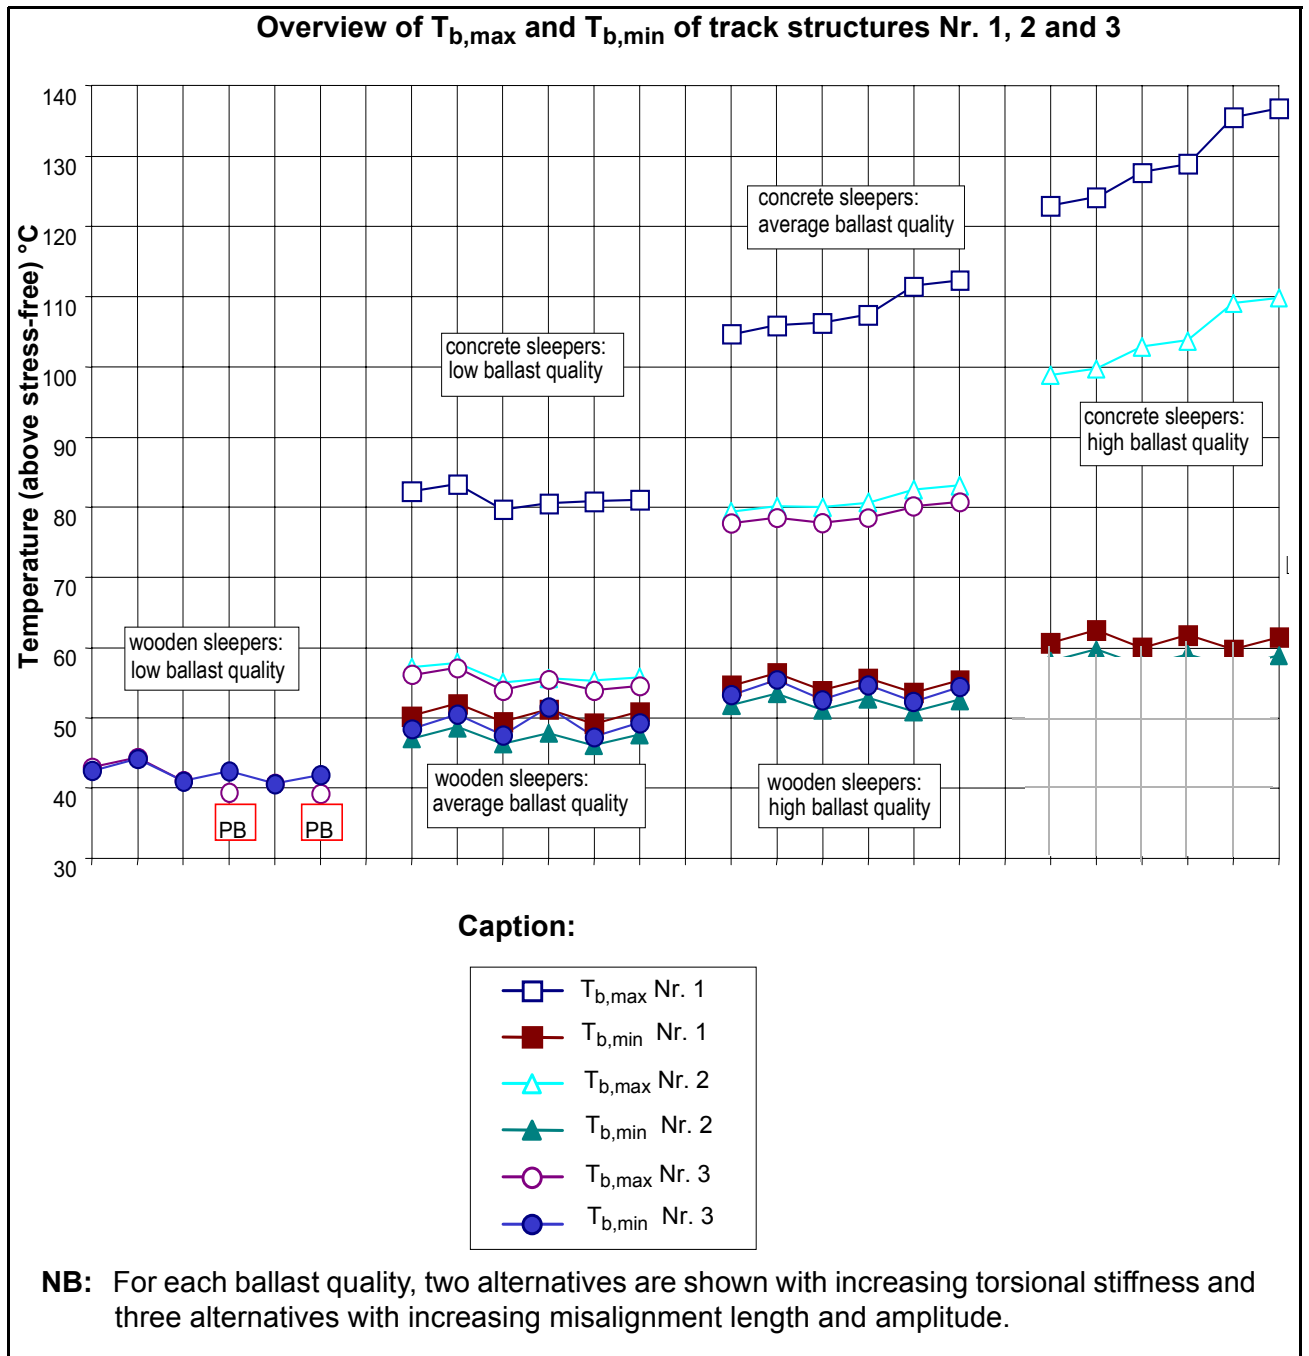 Overview of Tb,max and Tb,min of track structures Nr. 1, 2 and 3
Temperature (above stress-free) °C
140
130
120
110
100
90
80
70
60
50
40
30
concrete sleepers:
average ballast quality
concrete sleepers:
low ballast quality
concrete sleepers:
high ballast quality
wooden sleepers:
low ballast quality
wooden sleepers:
average ballast quality
wooden sleepers:
high ballast quality
PB
PB
Caption:
Tb,max Nr. 1
Tb,min Nr. 1
Tb,max Nr. 2
Tb,min Nr. 2
Tb,max Nr. 3
Tb,min Nr. 3
NB: For each ballast quality, two alternatives are shown with increasing torsional stiffness and
three alternatives with increasing misalignment length and amplitude.